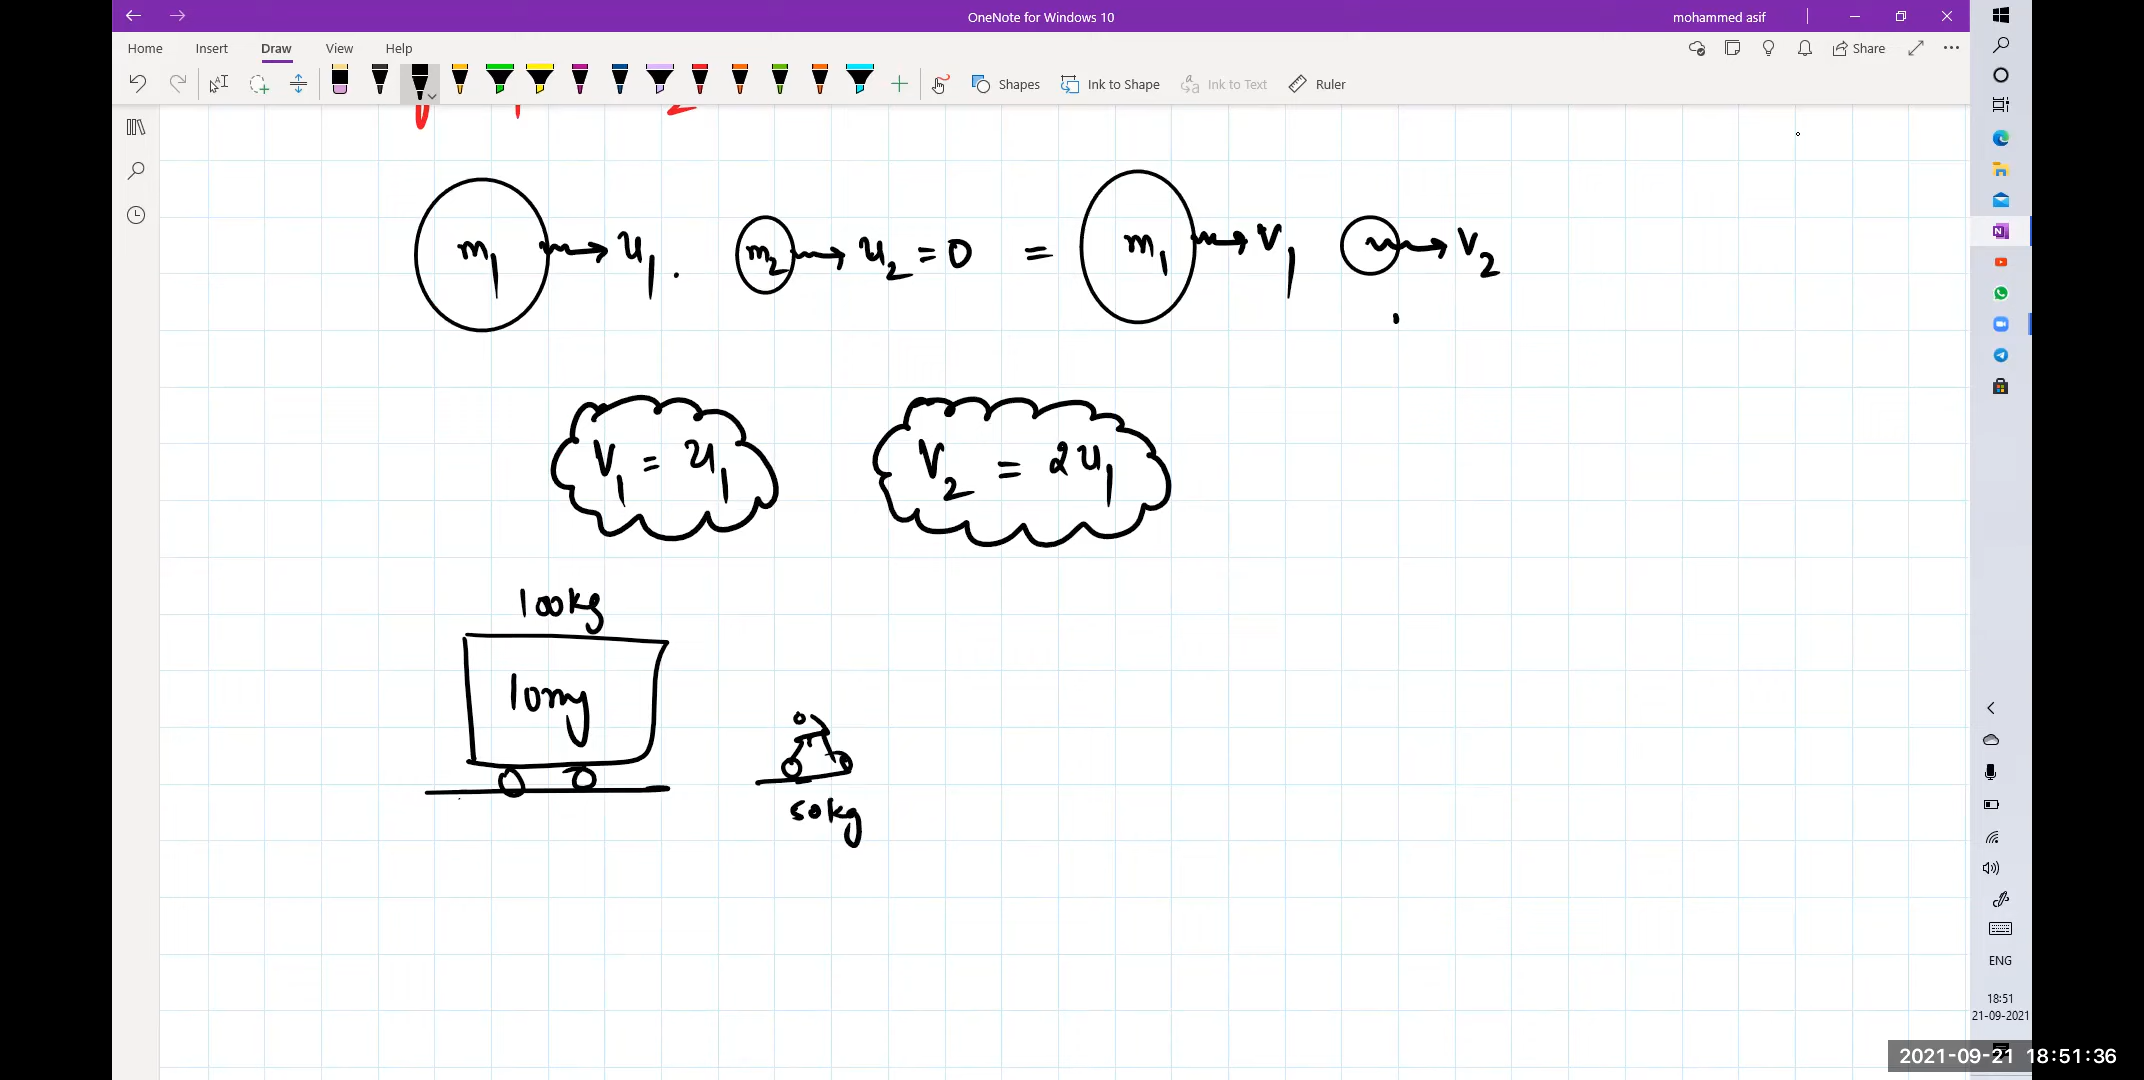 OneNote for Windows 10
mohammed asif
Home Insert Draw View Help
Share
Shapes Ink to Shape Ink to Text Ruler
m1 → u1. m2 → u2 = 0 = m1 → v1 m → v2
v1 = u1 v2 = 2u1
100kg
50kg
ENG
18:51
21-09-2021
2021-09-21 18:51:36